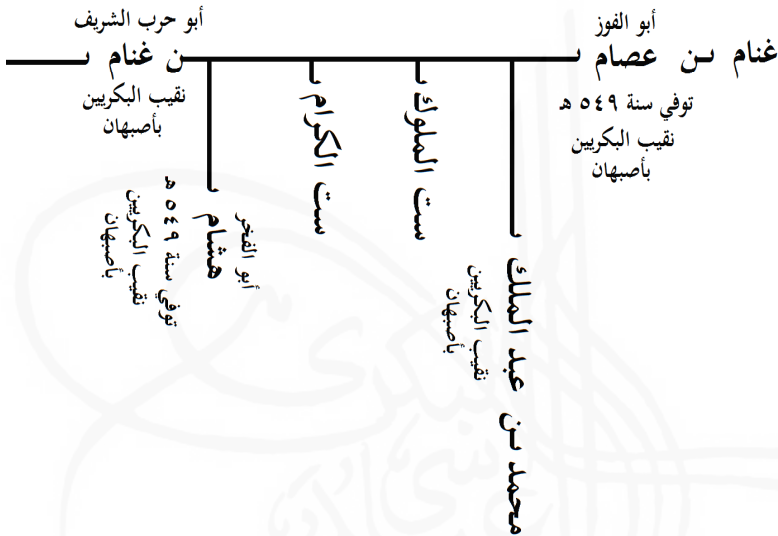 أبو الفوز
أبو حرب الشريف
غنام بن عصام بن غنام
توفي سنة ٥٤٩ هـ
نقيب البكريين
بأصبهان
نقيب البكريين
بأصبهان
محمد بن عبد الملك
نقيب البكريين
بأصبهان
ست الملوك
ست الكرام
أبو الفخر
هشام
توفي سنة ٥٤٩ هـ
نقيب البكريين
بأصبهان